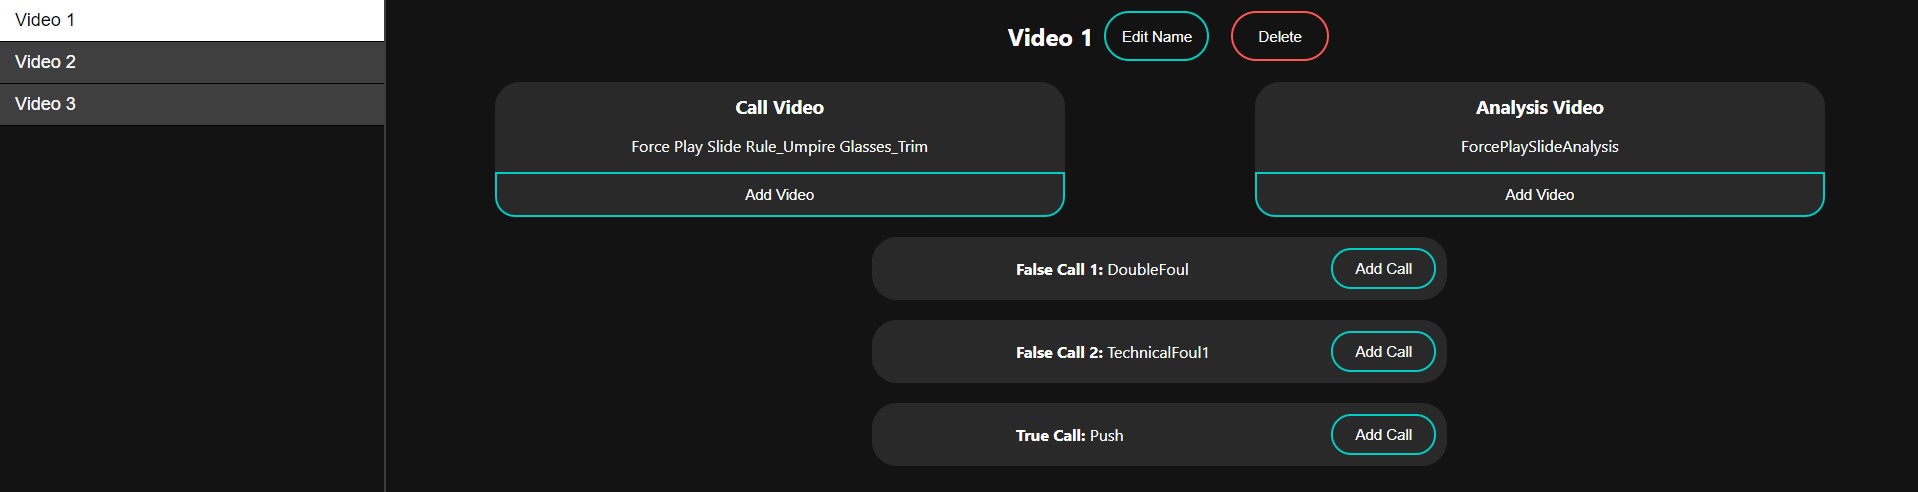 Video 1
Video 2
Video 3
Video 1 Edit Name Delete
Call Video
Force Play Slide Rule_Umpire Glasses_Trim
Add Video
Analysis Video
ForcePlaySlideAnalysis
Add Video
False Call 1: DoubleFoul Add Call
False Call 2: TechnicalFoul1 Add Call
True Call: Push Add Call